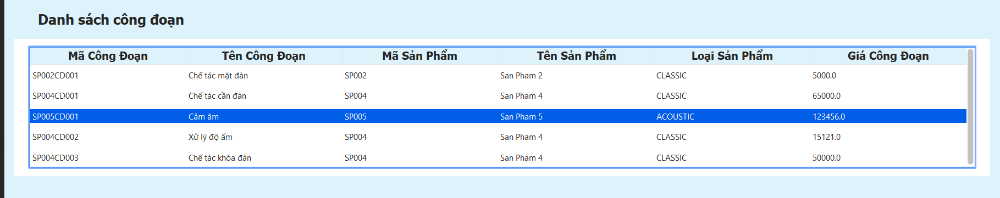 Danh sách công đoạn
Mã Công Đoạn Tên Công Đoạn Mã Sản Phẩm Tên Sản Phẩm Loại Sản Phẩm Giá Công Đoạn
SP002CD001 Chế tác mặt đàn SP002 San Pham 2 CLASSIC 5000.0
SP004CD001 Chế tác cần đàn SP004 San Pham 4 CLASSIC 65000.0
SP005CD001 Cảm âm SP005 San Pham 5 ACOUSTIC 123456.0
SP004CD002 Xử lý độ ẩm SP004 San Pham 4 CLASSIC 15121.0
SP004CD003 Chế tác khóa đàn SP004 San Pham 4 CLASSIC 50000.0